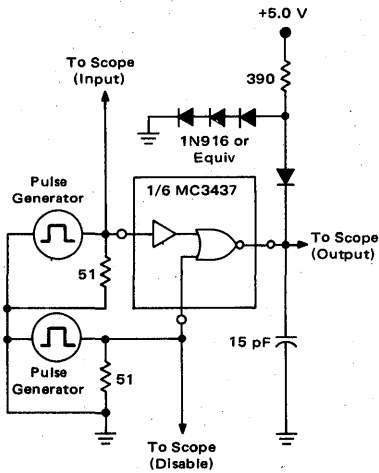 +5.0 V
To Scope
(Input)
390
1N916 or
Equiv
Pulse
Generator
1/6 MC3437
51
To Scope
(Output)
15 pF
Pulse
Generator
51
To Scope
(Disable)